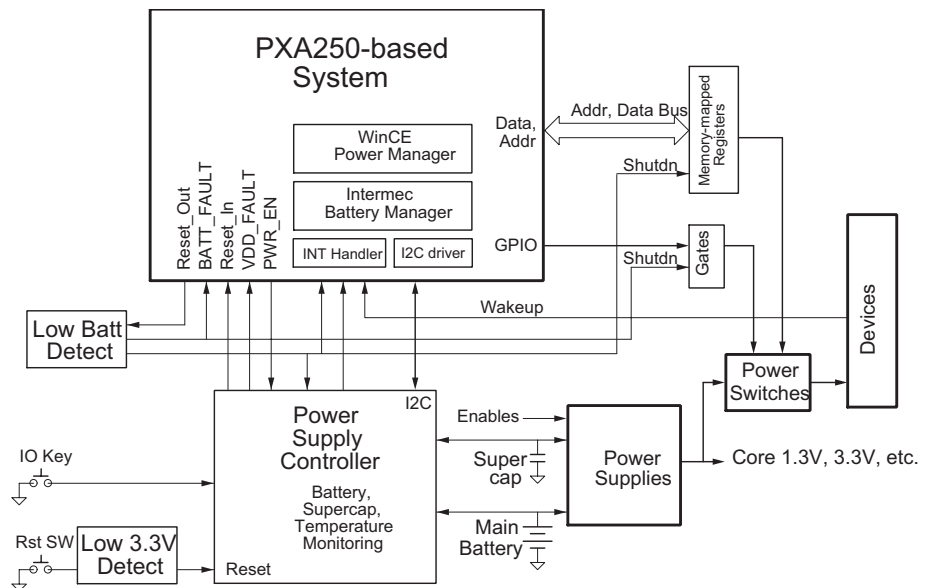 PXA250-based
System
WinCE
Power Manager
Intermec
Battery Manager
INT Handler
I2C driver
Data,
Addr
GPIO
Reset_Out
BATT_FAULT
Reset_In
VDD_FAULT
PWR_EN
Addr, Data Bus
Memory-mapped
Registers
Shutdn
Gates
Shutdn
Wakeup
Devices
Low Batt
Detect
Power
Switches
I2C
Power
Supply
Controller
Battery,
Supercap,
Temperature
Monitoring
Reset
Enables
Super
cap
Main
Battery
Power
Supplies
Core 1.3V, 3.3V, etc.
IO Key
Rst SW
Low 3.3V
Detect